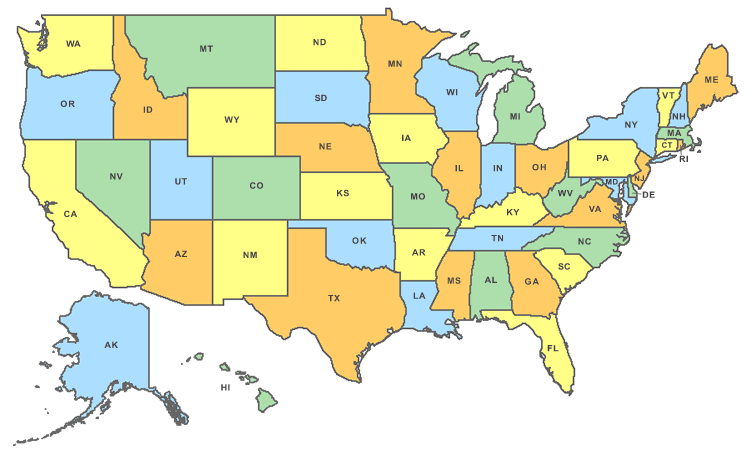 WA
MT
ND
MN
ME
VT
NH
OR
ID
SD
WI
MI
NY
MA
CT
RI
WY
IA
PA
NJ
NE
IL
IN
OH
MD
DE
NV
UT
CO
KS
MO
WV
VA
KY
CA
AZ
NM
OK
AR
TN
NC
SC
TX
LA
MS
AL
GA
FL
AK
HI